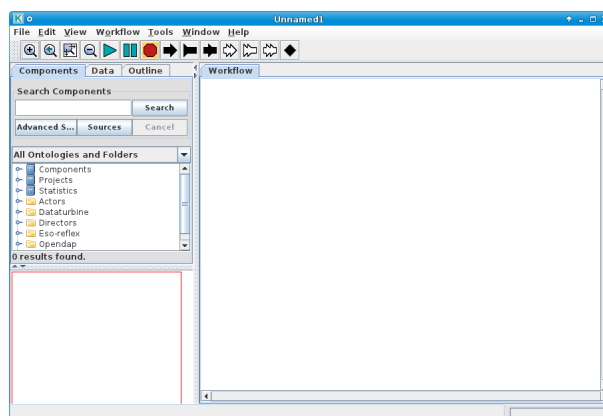 K Unnamed1
File Edit View Workflow Tools Window Help
Components Data Outline
Workflow
Search Components
Search
Advanced S... Sources Cancel
All Ontologies and Folders
Components
Projects
Statistics
Actors
Dataturbine
Directors
Eso-reflex
Opendap
0 results found.